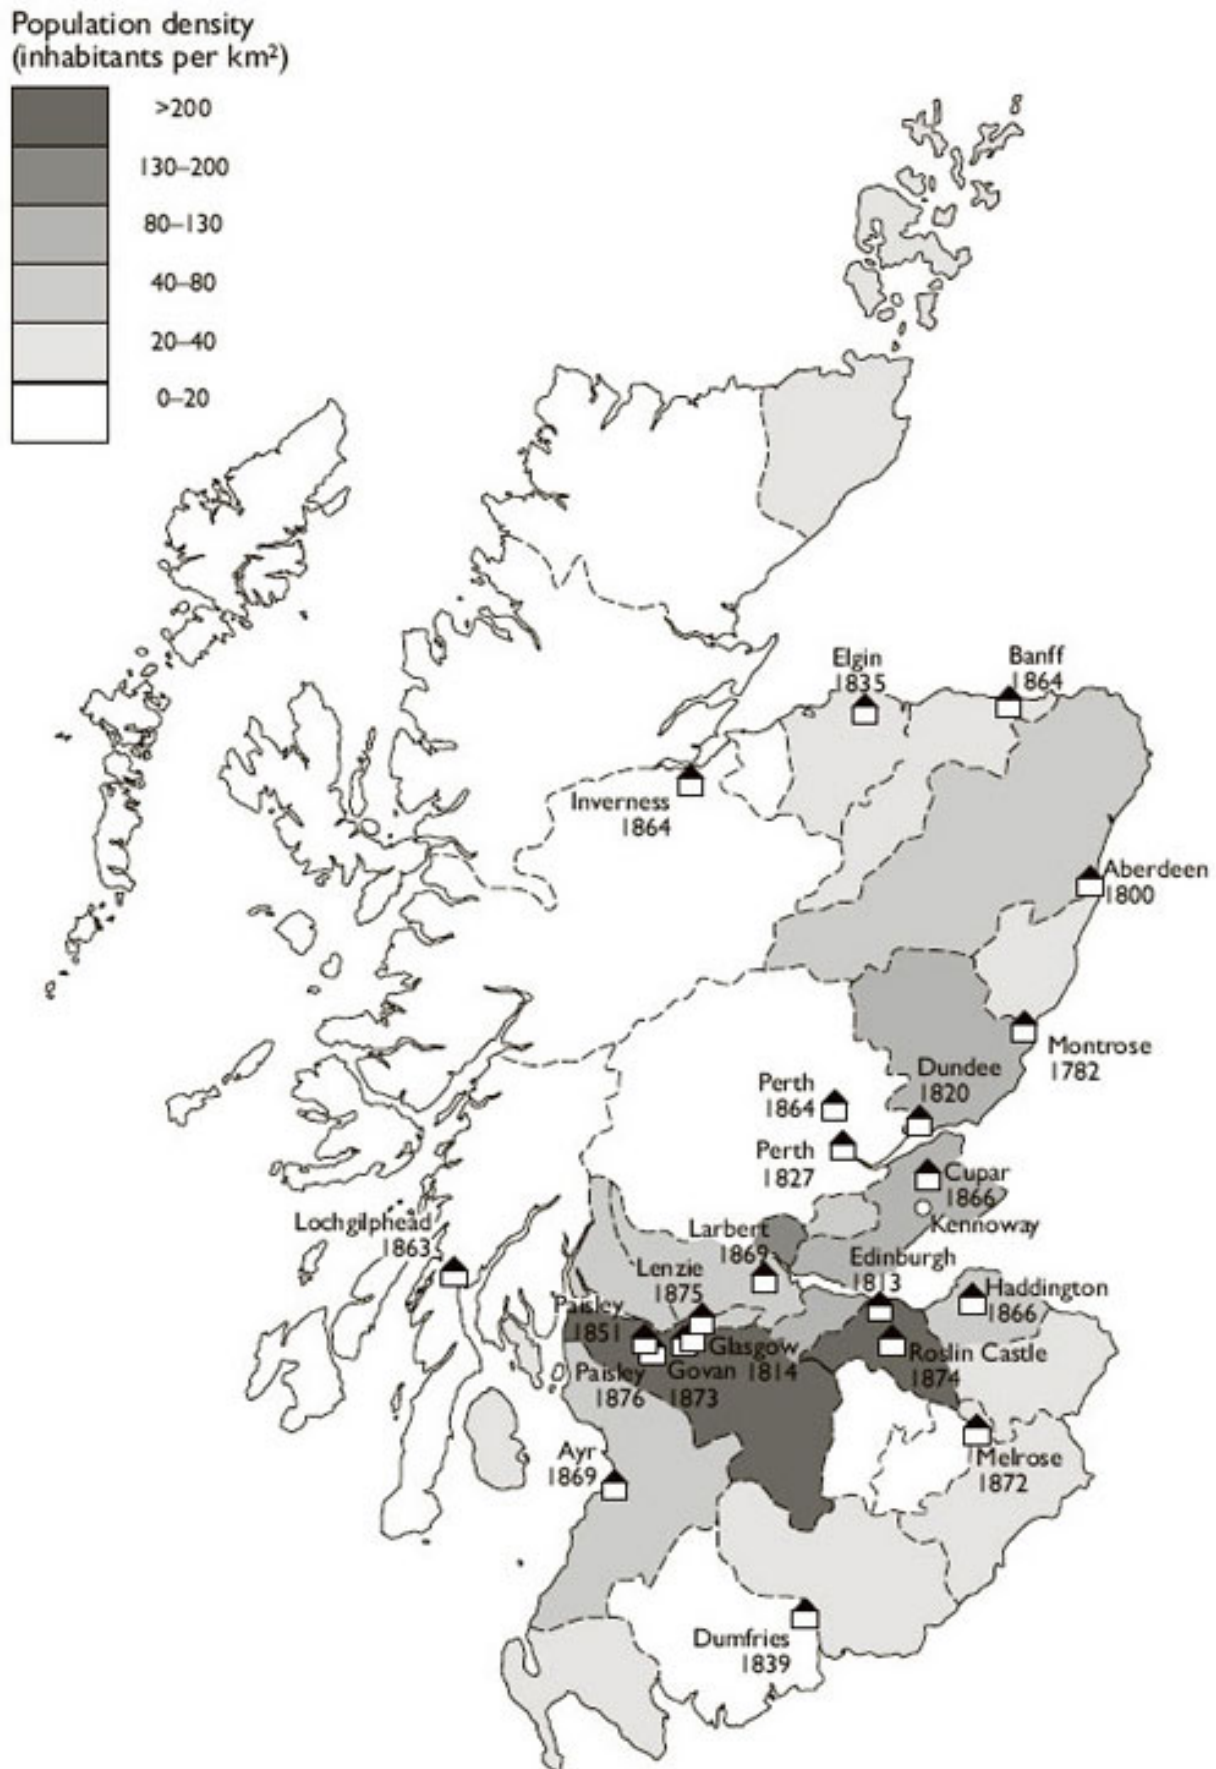 Population density
(inhabitants per km²)
>200
130–200
80–130
40–80
20–40
0–20
Elgin
1835
Banff
1864
Inverness
1864
Aberdeen
1800
Montrose
1782
Dundee
1820
Perth
1864
Perth
1827
Cupar
1866
Kennoway
Lochgilphead
1863
Larbert
1869
Lenzie
1875
Edinburgh
1813
Haddington
1866
Paisley
1851
Glasgow
1814
Roslin Castle
1874
Paisley
1876
Govan
1873
Melrose
1872
Ayr
1869
Dumfries
1839